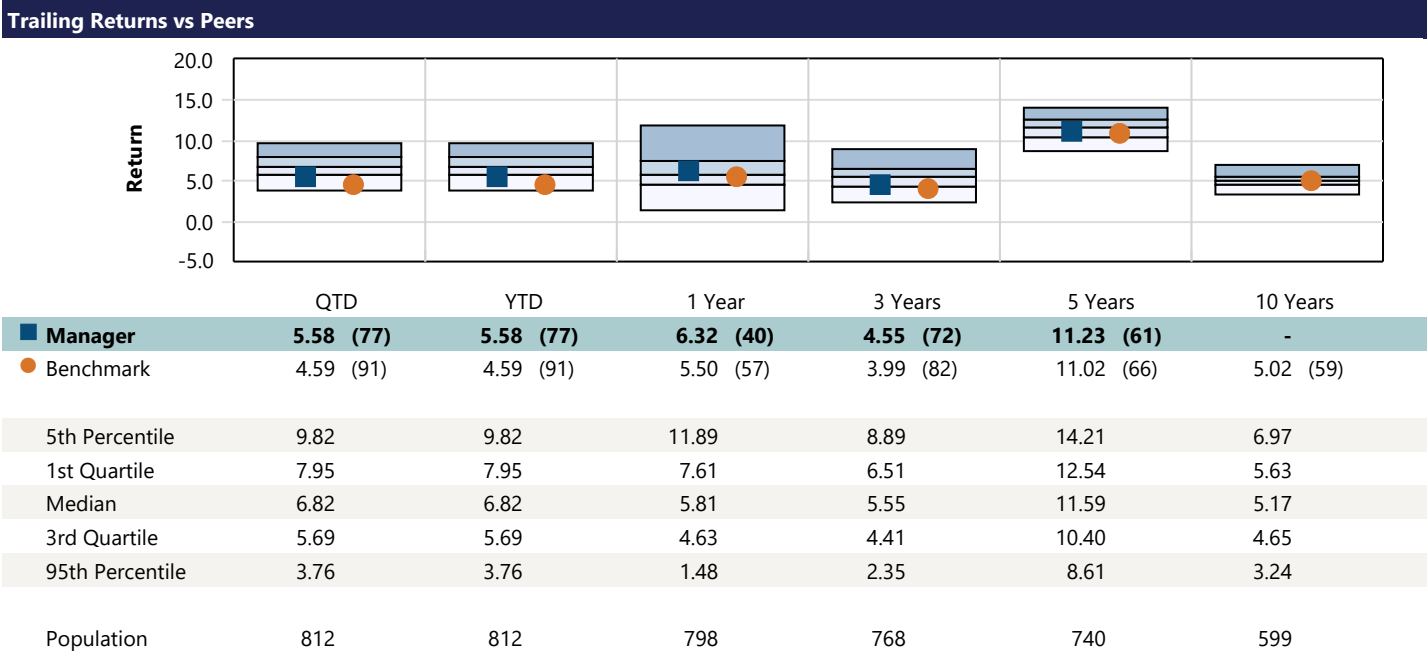 Trailing Returns vs Peers
20.0
15.0
10.0
5.0
0.0
-5.0
Return
QTD YTD 1 Year 3 Years 5 Years 10 Years
Manager 5.58 (77) 5.58 (77) 6.32 (40) 4.55 (72) 11.23 (61) -
Benchmark 4.59 (91) 4.59 (91) 5.50 (57) 3.99 (82) 11.02 (66) 5.02 (59)
5th Percentile 9.82 9.82 11.89 8.89 14.21 6.97
1st Quartile 7.95 7.95 7.61 6.51 12.54 5.63
Median 6.82 6.82 5.81 5.55 11.59 5.17
3rd Quartile 5.69 5.69 4.63 4.41 10.40 4.65
95th Percentile 3.76 3.76 1.48 2.35 8.61 3.24
Population 812 812 798 768 740 599